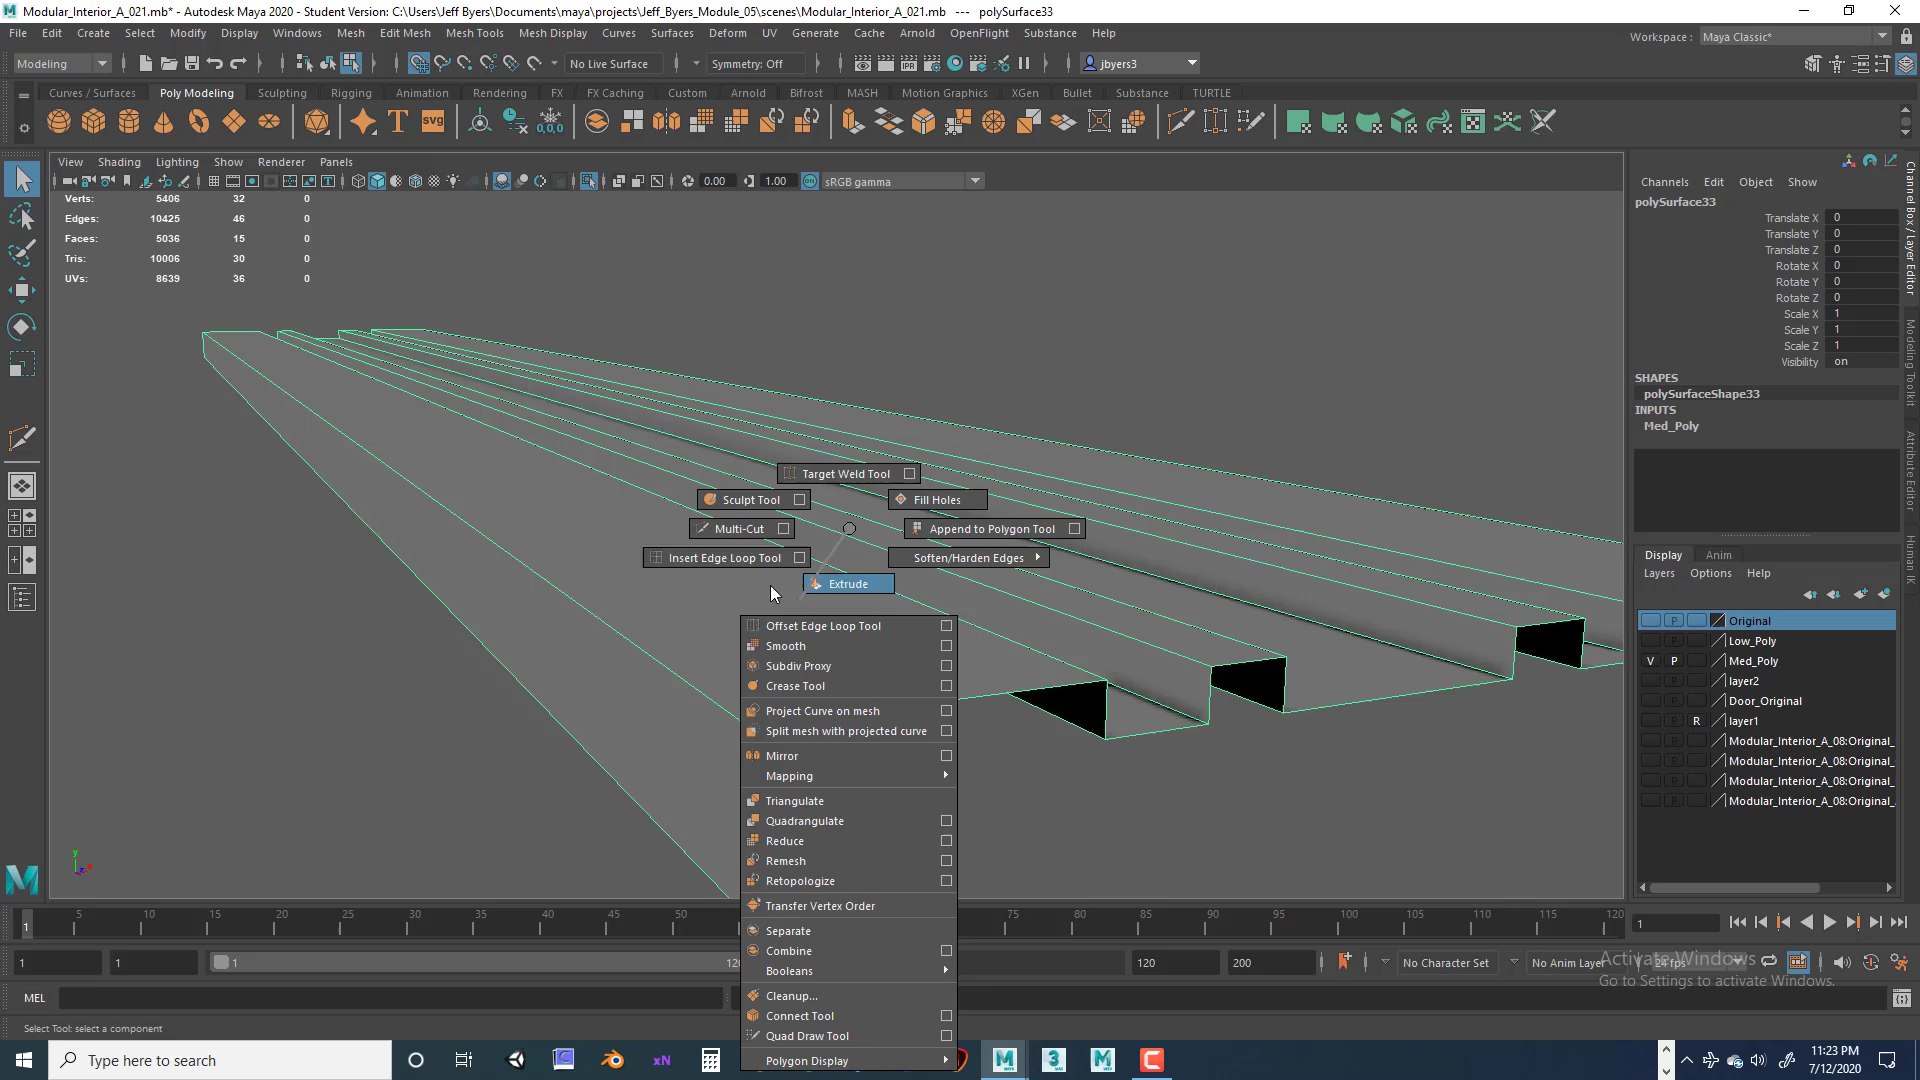 Modular_Interior_A_021.mb* - Autodesk Maya 2020 - Student Version: C:\Users\Jeff Byers\Documents\maya\projects\Jeff_Byers_Module_05\scenes\Modular_Interior_A_021.mb --- polySurface33
File Edit Create Select Modify Display Windows Mesh Edit Mesh Mesh Tools Mesh Display Curves Surfaces Deform UV Generate Cache Arnold OpenFlight Substance Help
Workspace : Maya Classic*
Modeling No Live Surface Symmetry: Off jbyers3
Curves / Surfaces Poly Modeling Sculpting Rigging Animation Rendering FX FX Caching Custom Arnold Bifrost MASH Motion Graphics XGen Bullet Substance TURTLE
View Shading Lighting Show Renderer Panels
0.00 1.00 sRGB gamma
Verts: 5406 32 0
Edges: 10425 46 0
Faces: 5036 15 0
Tris: 10006 30 0
UVs: 8639 36 0
Target Weld Tool
Sculpt Tool Fill Holes
Multi-Cut Append to Polygon Tool
Insert Edge Loop Tool Soften/Harden Edges
Extrude
Offset Edge Loop Tool
Smooth
Subdiv Proxy
Crease Tool
Project Curve on mesh
Split mesh with projected curve
Mirror
Mapping
Triangulate
Quadrangulate
Reduce
Remesh
Retopologize
Transfer Vertex Order
Separate
Combine
Booleans
Cleanup...
Connect Tool
Quad Draw Tool
Polygon Display
Channels Edit Object Show
polySurface33
Translate X 0
Translate Y 0
Translate Z 0
Rotate X 0
Rotate Y 0
Rotate Z 0
Scale X 1
Scale Y 1
Scale Z 1
Visibility on
SHAPES
polySurfaceShape33
INPUTS
Med_Poly
Display Anim
Layers Options Help
Original
Low_Poly
V P Med_Poly
layer2
Door_Original
R layer1
Modular_Interior_A_08:Original_
Modular_Interior_A_08:Original_
Modular_Interior_A_08:Original_
Modular_Interior_A_08:Original_
Channel Box / Layer Editor
Modeling Toolkit
Attribute Editor
Human IK
1 5 10 15 20 25 30 35 40 45 50 75 80 85 90 95 100 105 110 115 120
1
1 1 1 12 120 200 No Character Set No Anim Layer 24 fps
Activate Windows
Go to Settings to activate Windows.
MEL
Select Tool: select a component
Type here to search
11:23 PM
7/12/2020